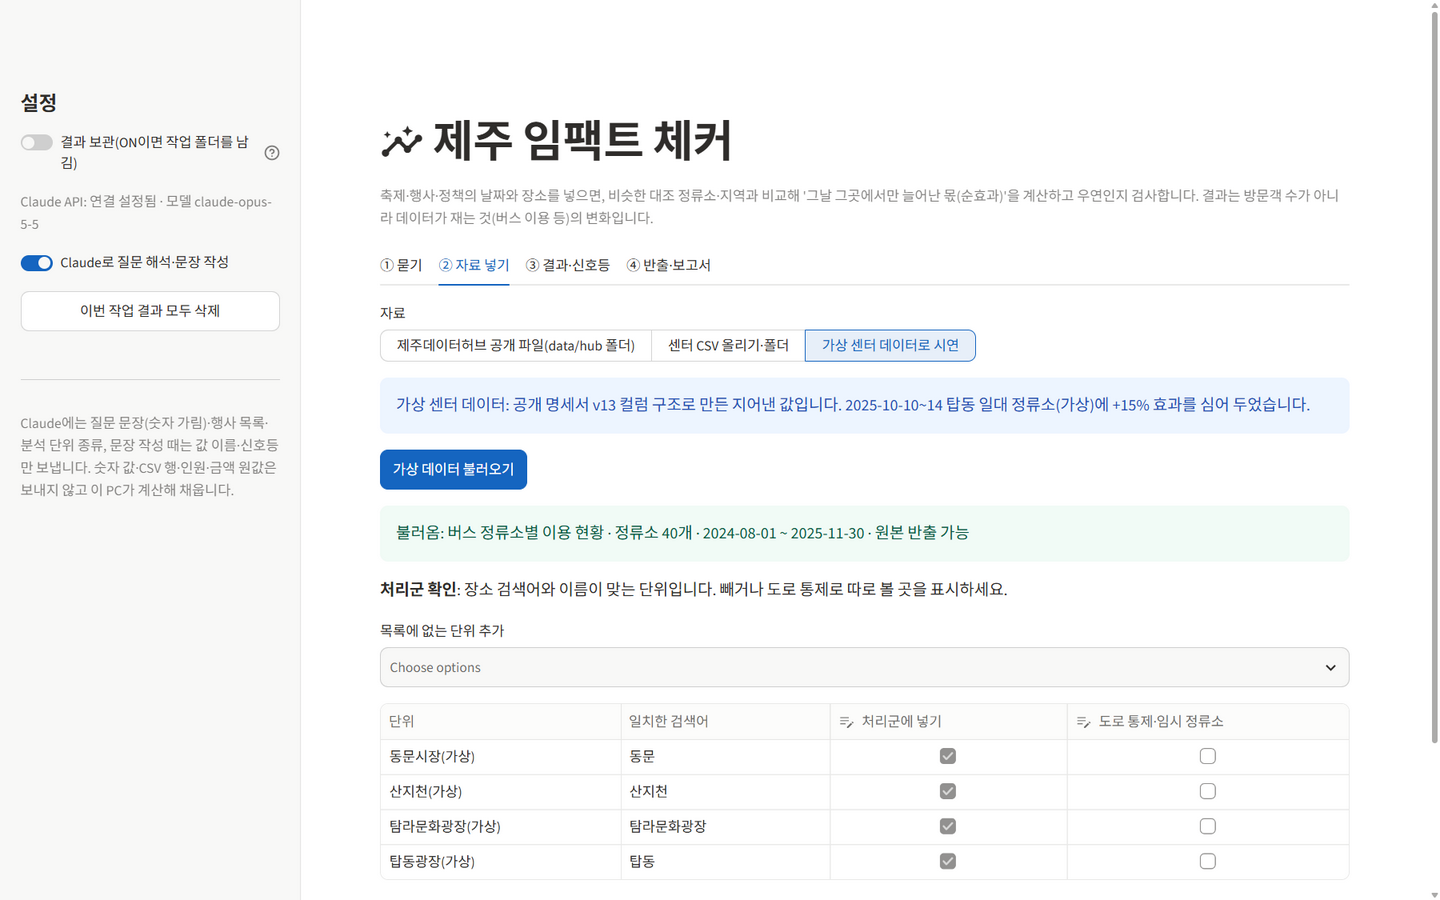 설정
결과 보관(ON이면 작업 폴더를 남
김)
Claude API: 연결 설정됨 · 모델 claude-opus-
5-5
Claude로 질문 해석·문장 작성
이번 작업 결과 모두 삭제
Claude에는 질문 문장(숫자 가림)·행사 목록·
분석 단위 종류, 문장 작성 때는 값 이름·신호등
만 보냅니다. 숫자 값·CSV 행·인원·금액 원값은
보내지 않고 이 PC가 계산해 채웁니다.
제주 임팩트 체커
축제·행사·정책의 날짜와 장소를 넣으면, 비슷한 대조 정류소·지역과 비교해 '그날 그곳에서만 늘어난 몫(순효과)'을 계산하고 우연인지 검사합니다. 결과는 방문객 수가 아니
라 데이터가 재는 것(버스 이용 등)의 변화입니다.
① 묻기 ② 자료 넣기 ③ 결과·신호등 ④ 반출·보고서
자료
제주데이터허브 공개 파일(data/hub 폴더) 센터 CSV 올리기·폴더 가상 센터 데이터로 시연
가상 센터 데이터: 공개 명세서 v13 컬럼 구조로 만든 지어낸 값입니다. 2025-10-10~14 탑동 일대 정류소(가상)에 +15% 효과를 심어 두었습니다.
가상 데이터 불러오기
불러옴: 버스 정류소별 이용 현황 · 정류소 40개 · 2024-08-01 ~ 2025-11-30 · 원본 반출 가능
처리군 확인: 장소 검색어와 이름이 맞는 단위입니다. 빼거나 도로 통제로 따로 볼 곳을 표시하세요.
목록에 없는 단위 추가
Choose options
단위 일치한 검색어 처리군에 넣기 도로 통제·임시 정류소
동문시장(가상) 동문
산지천(가상) 산지천
탐라문화광장(가상) 탐라문화광장
탑동광장(가상) 탑동